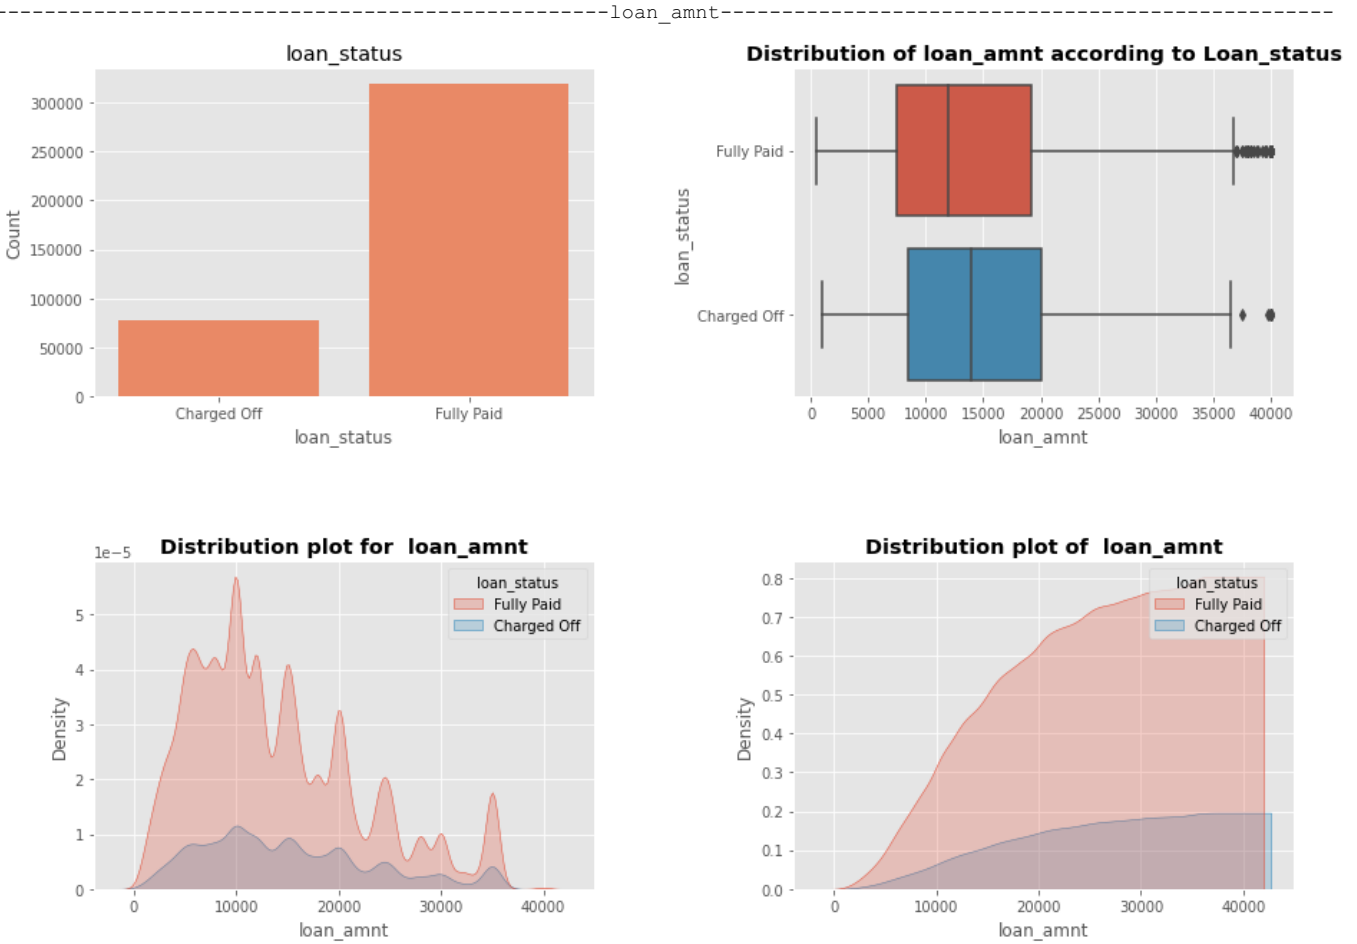 --------------------------------------------------loan_amnt--------------------------------------------------
loan_status
300000
250000
200000
150000
100000
50000
0
Count
Charged Off
Fully Paid
loan_status
Distribution of loan_amnt according to Loan_status
Fully Paid
Charged Off
loan_status
0
5000
10000
15000
20000
25000
30000
35000
40000
loan_amnt
Distribution plot for  loan_amnt
1e−5
loan_status
Fully Paid
Charged Off
5
4
3
2
1
0
Density
0
10000
20000
30000
40000
loan_amnt
Distribution plot of  loan_amnt
loan_status
Fully Paid
Charged Off
0.8
0.7
0.6
0.5
0.4
0.3
0.2
0.1
0.0
Density
0
10000
20000
30000
40000
loan_amnt